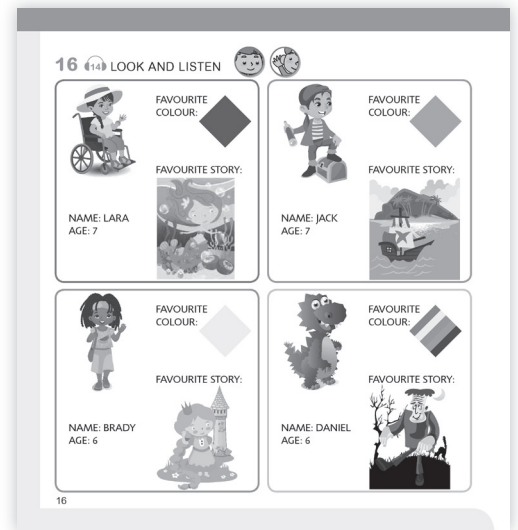 16 14 LOOK AND LISTEN
FAVOURITE
COLOUR:
FAVOURITE STORY:
NAME: LARA
AGE: 7
FAVOURITE
COLOUR:
FAVOURITE STORY:
NAME: JACK
AGE: 7
FAVOURITE
COLOUR:
FAVOURITE STORY:
NAME: BRADY
AGE: 6
FAVOURITE
COLOUR:
FAVOURITE STORY:
NAME: DANIEL
AGE: 6
16